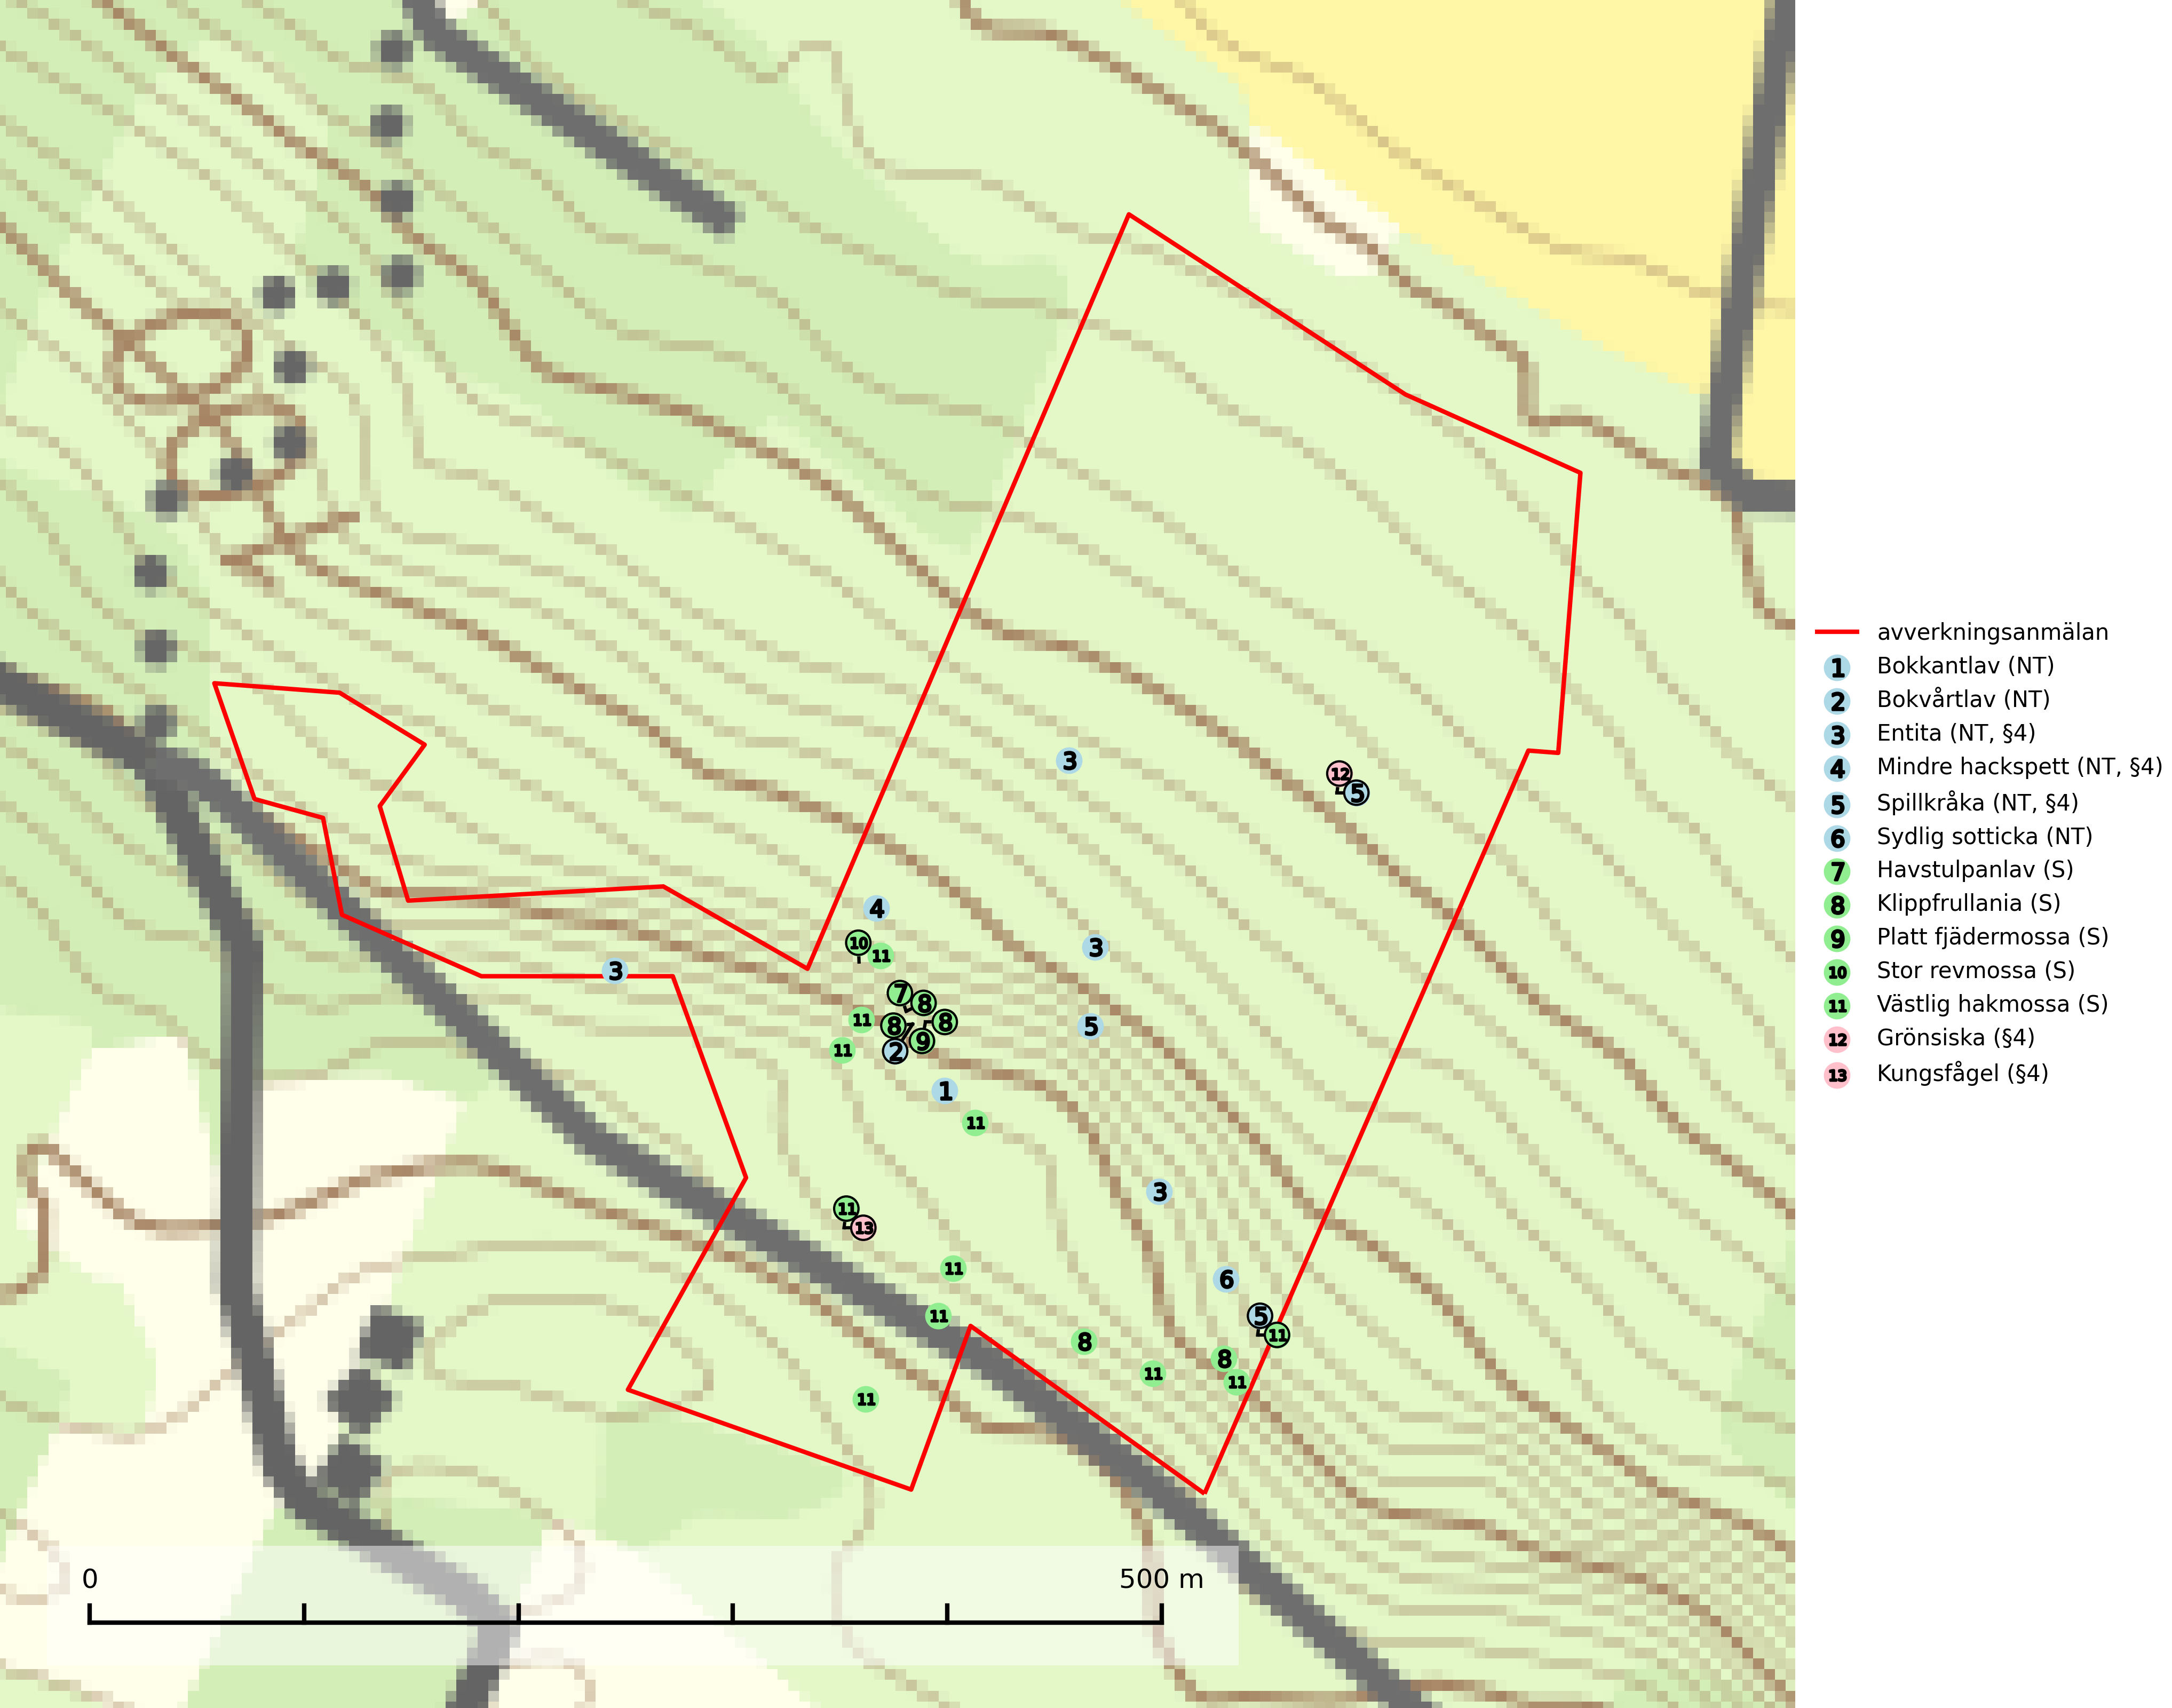 3
12
5
4
10
11
3
3
7
8
11
8
8
5
9
11
2
1
11
3
11
13
11
6
11
5
11
8
8
11
11
11
0
500 m
avverkningsanmälan
1 Bokkantlav (NT)
2 Bokvårtlav (NT)
3 Entita (NT, §4)
4 Mindre hackspett (NT, §4)
5 Spillkråka (NT, §4)
6 Sydlig sotticka (NT)
7 Havstulpanlav (S)
8 Klippfrullania (S)
9 Platt fjädermossa (S)
10 Stor revmossa (S)
11 Västlig hakmossa (S)
12 Grönsiska (§4)
13 Kungsfågel (§4)